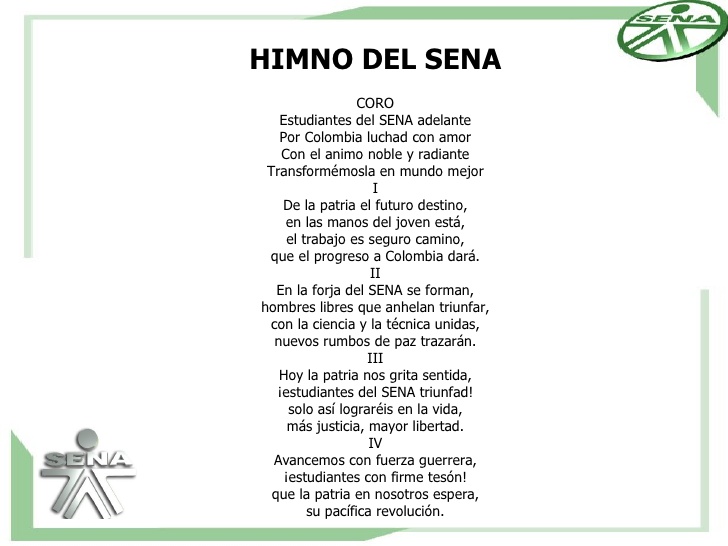 SENA
HIMNO DEL SENA
CORO
Estudiantes del SENA adelante
Por Colombia luchad con amor
Con el animo noble y radiante
Transformémosla en mundo mejor
I
De la patria el futuro destino,
en las manos del joven está,
el trabajo es seguro camino,
que el progreso a Colombia dará.
II
En la forja del SENA se forman,
hombres libres que anhelan triunfar,
con la ciencia y la técnica unidas,
nuevos rumbos de paz trazarán.
III
Hoy la patria nos grita sentida,
¡estudiantes del SENA triunfad!
solo así lograréis en la vida,
más justicia, mayor libertad.
IV
Avancemos con fuerza guerrera,
¡estudiantes con firme tesón!
que la patria en nosotros espera,
su pacífica revolución.
SENA